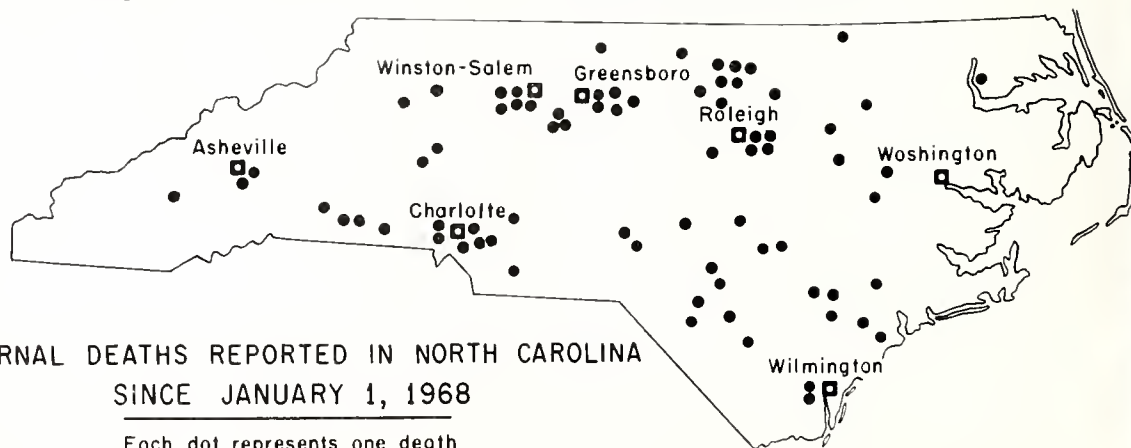 Winston-Salem
Greensboro
Roleigh
Asheville
Woshington
Charlotte
RNAL DEATHS REPORTED IN NORTH CAROLINA
SINCE JANUARY 1, 1968
Wilmington
Each dot represents one death